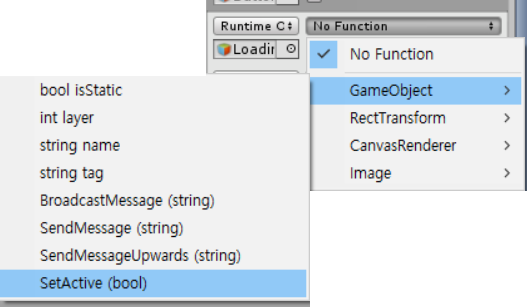 Runtime C
No Function
Loadir
No Function
GameObject
RectTransform
CanvasRenderer
Image
bool isStatic
int layer
string name
string tag
BroadcastMessage (string)
SendMessage (string)
SendMessageUpwards (string)
SetActive (bool)